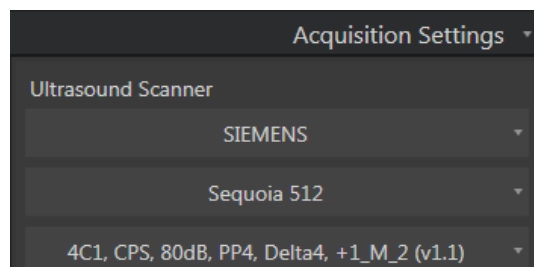 Acquisition Settings
Ultrasound Scanner
SIEMENS
Sequoia 512
4C1, CPS, 80dB, PP4, Delta4, +1_M_2 (v1.1)